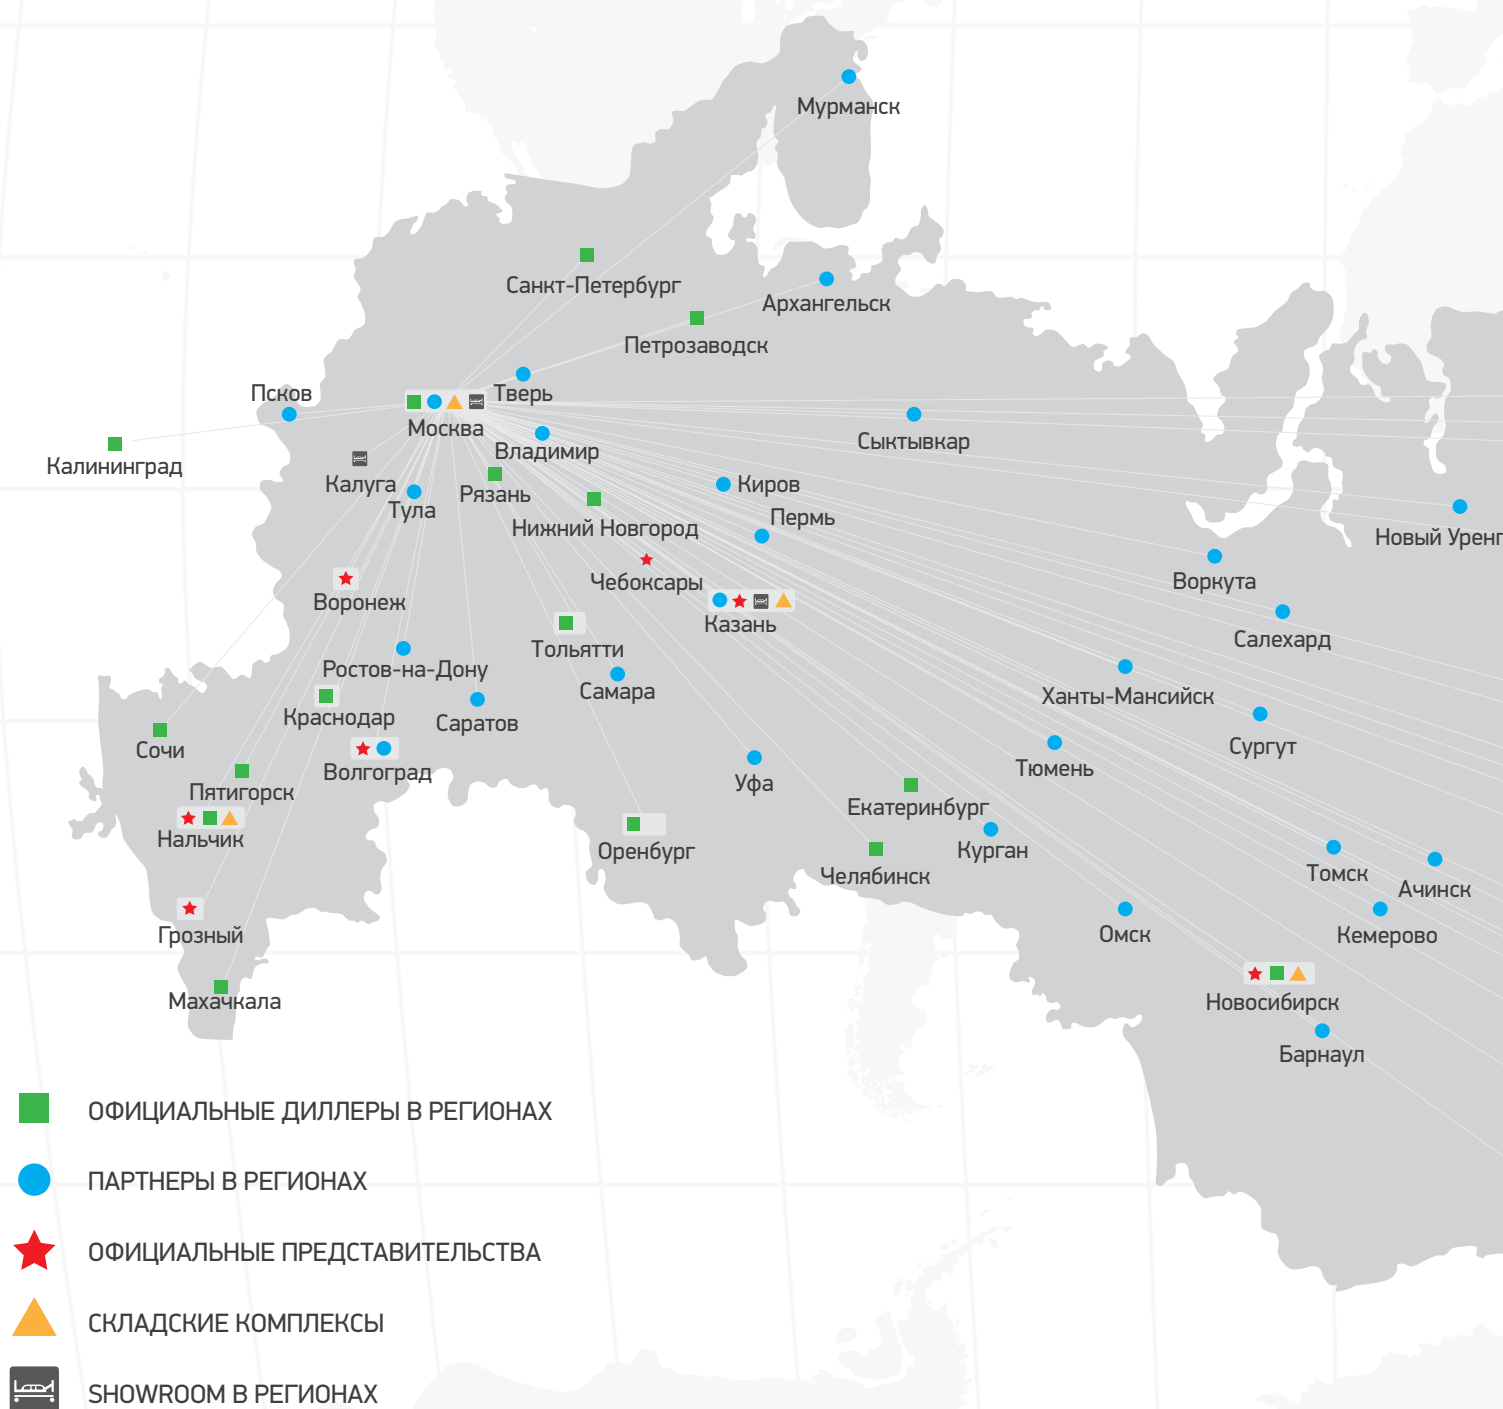 Мурманск
Санкт-Петербург
Архангельск
Петрозаводск
Псков
Тверь
Москва
Сыктывкар
Владимир
Калининград
Калуга
Рязань
Киров
Тула
Пермь
Нижний Новгород
Новый Уренг
Чебоксары
Воркута
Воронеж
Казань
Салехард
Тольятти
Ростов-на-Дону
Самара
Ханты-Мансийск
Краснодар
Саратов
Сочи
Сургут
Волгоград
Тюмень
Уфа
Пятигорск
Екатеринбург
Нальчик
Оренбург
Курган
Челябинск
Томск
Ачинск
Грозный
Омск
Кемерово
Махачкала
Новосибирск
Барнаул
ОФИЦИАЛЬНЫЕ ДИЛЛЕРЫ В РЕГИОНАХ
ПАРТНЕРЫ В РЕГИОНАХ
ОФИЦИАЛЬНЫЕ ПРЕДСТАВИТЕЛЬСТВА
СКЛАДСКИЕ КОМПЛЕКСЫ
SHOWROOM В РЕГИОНАХ